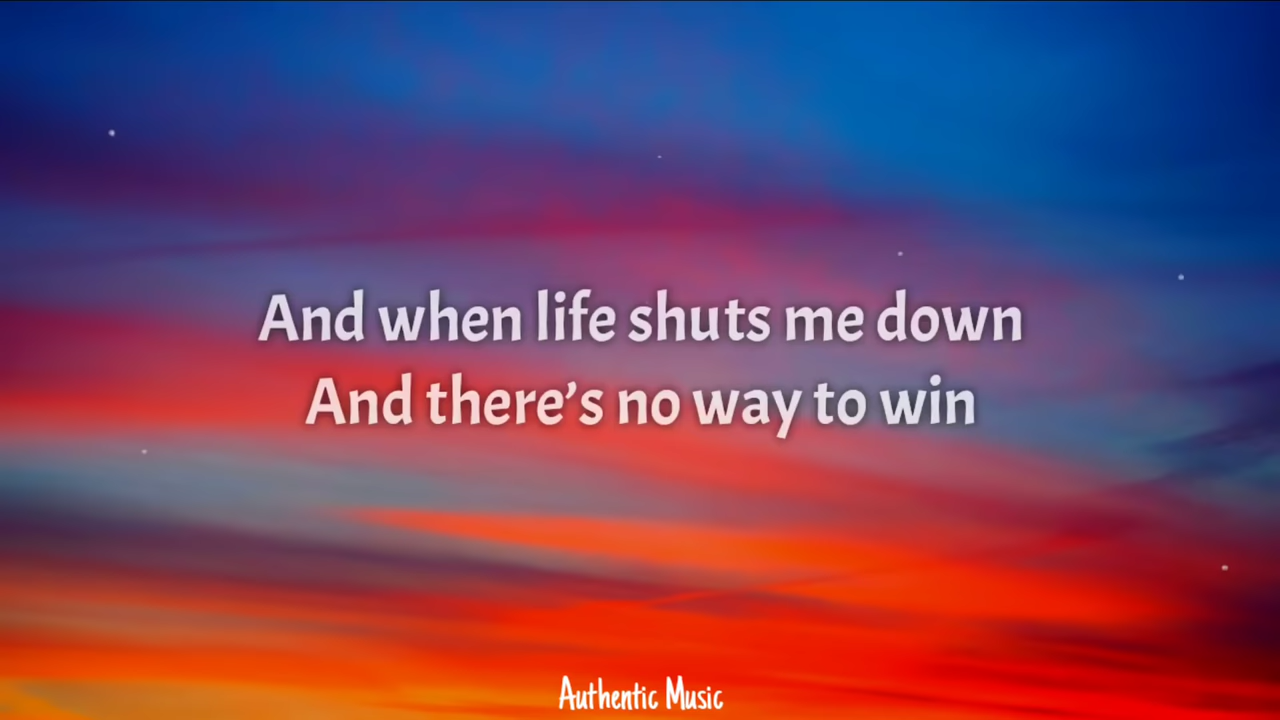 And when life shuts me down
And there’s no way to win
Authentic Music